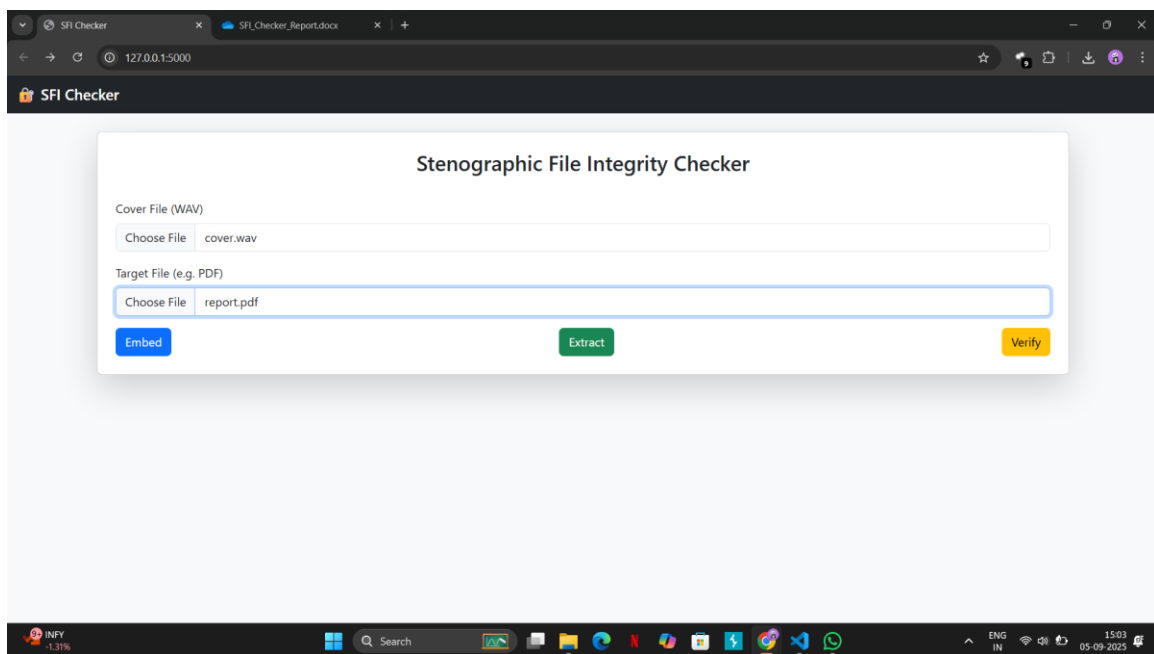 SFI Checker
SFI_Checker_Report.docx
127.0.0.1:5000
9
SFI Checker
Stenographic File Integrity Checker
Cover File (WAV)
Choose File cover.wav
Target File (e.g. PDF)
Choose File report.pdf
Embed Extract Verify
9+ INFY
-1.31%
Search
ENG
IN
15:03
05-09-2025